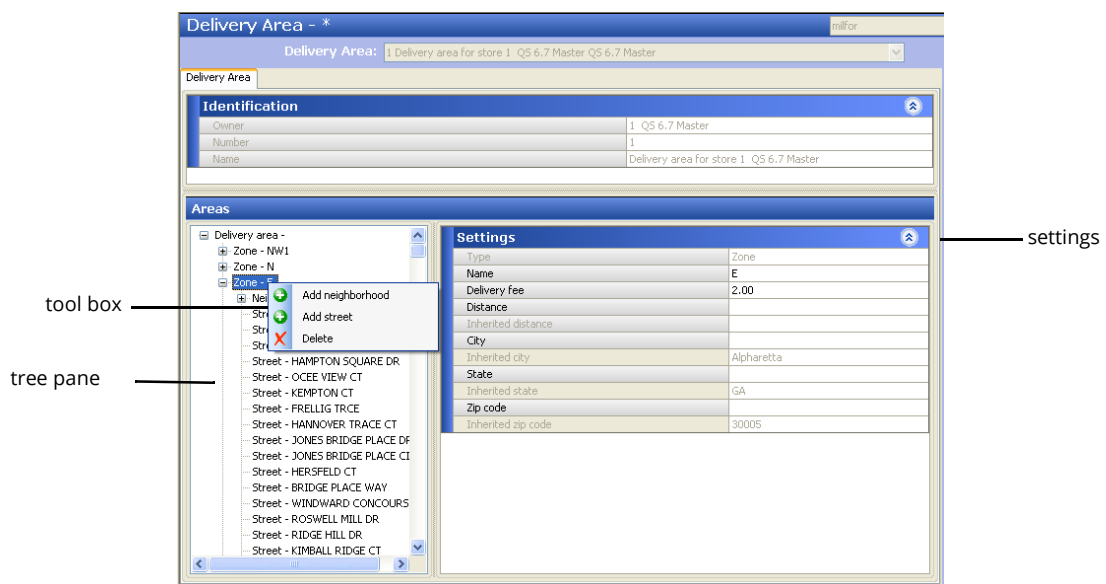 Delivery Area - *
milfor
Delivery Area: 1 Delivery area for store 1 QS 6.7 Master QS 6.7 Master
Delivery Area
Identification
Owner 1 QS 6.7 Master
Number 1
Name Delivery area for store 1 QS 6.7 Master
Areas
Delivery area -
Zone - NW1
Zone - N
Zone - E
Nei
Str
Str
Str
Street - HAMPTON SQUARE DR
Street - OCEE VIEW CT
Street - KEMPTON CT
Street - FRELLIG TRCE
Street - HANNOVER TRACE CT
Street - JONES BRIDGE PLACE DR
Street - JONES BRIDGE PLACE CI
Street - HERSFELD CT
Street - BRIDGE PLACE WAY
Street - WINDWARD CONCOURS
Street - ROSWELL MILL DR
Street - RIDGE HILL DR
Street - KIMBALL RIDGE CT
Add neighborhood
Add street
Delete
Settings
Type Zone
Name E
Delivery fee 2.00
Distance
Inherited distance
City
Inherited city Alpharetta
State
Inherited state GA
Zip code
Inherited zip code 30005
settings
tool box
tree pane